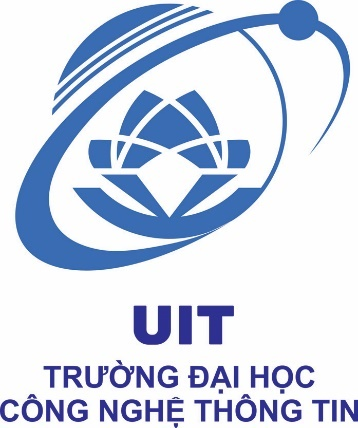 UIT
TRƯỜNG ĐẠI HỌC
CÔNG NGHỆ THÔNG TIN